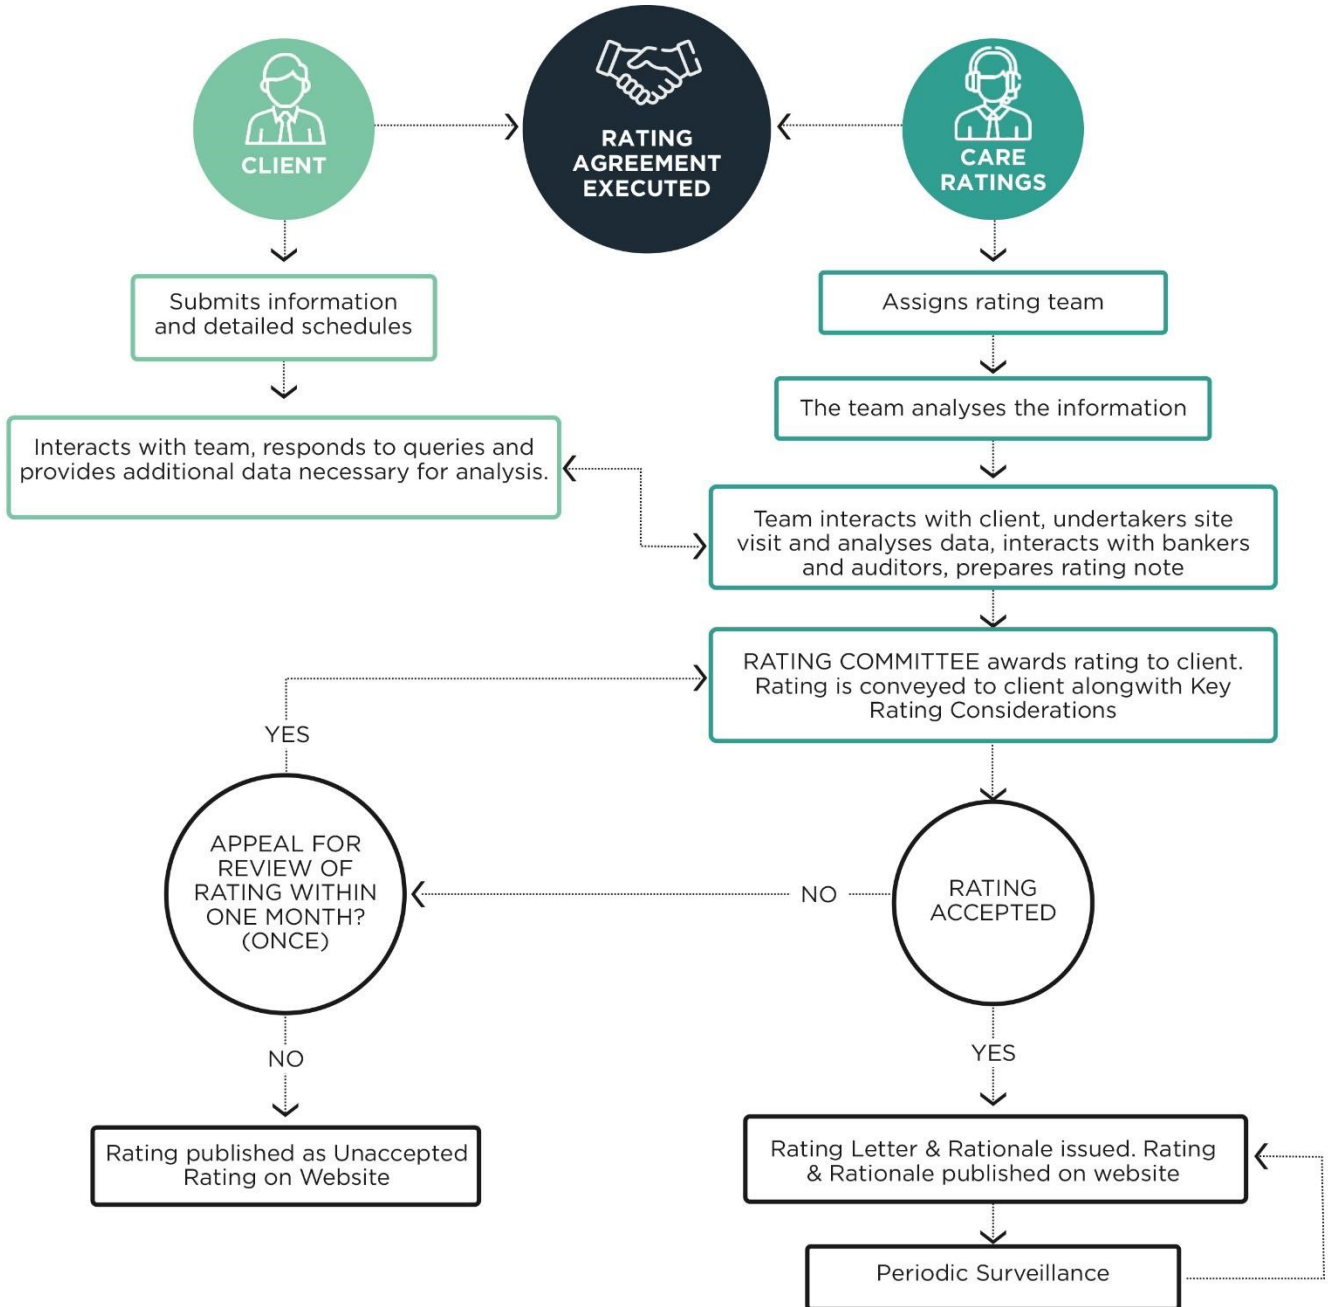 CLIENT
RATING
AGREEMENT
EXECUTED
CARE
RATINGS
Submits information
and detailed schedules
Assigns rating team
The team analyses the information
Interacts with team, responds to queries and
provides additional data necessary for analysis.
Team interacts with client, undertakers site
visit and analyses data, interacts with bankers
and auditors, prepares rating note
RATING COMMITTEE awards rating to client.
Rating is conveyed to client alongwith Key
Rating Considerations
YES
APPEAL FOR
REVIEW OF
RATING WITHIN
ONE MONTH?
(ONCE)
NO
RATING
ACCEPTED
NO
YES
Rating published as Unaccepted
Rating on Website
Rating Letter & Rationale issued. Rating
& Rationale published on website
Periodic Surveillance